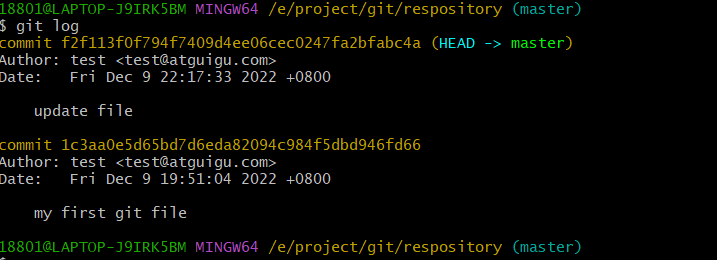 18801@LAPTOP-J9IRK5BM MINGW64 /e/project/git/respository (master)
$ git log
commit f2f113f0f794f7409d4ee06cec0247fa2bfabc4a (HEAD -> master)
Author: test <test@atguigu.com>
Date:   Fri Dec 9 22:17:33 2022 +0800
    update file
commit 1c3aa0e5d65bd7d6eda82094c984f5dbd946fd66
Author: test <test@atguigu.com>
Date:   Fri Dec 9 19:51:04 2022 +0800
    my first git file
18801@LAPTOP-J9IRK5BM MINGW64 /e/project/git/respository (master)